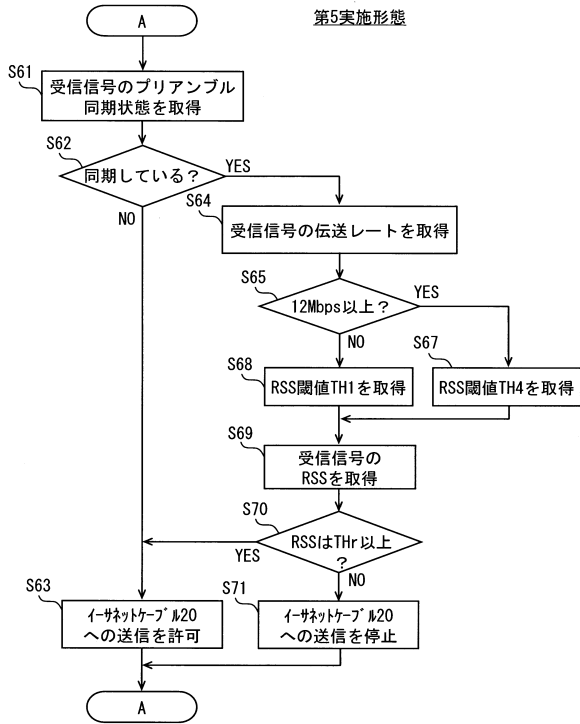 第5実施形態
A
S61
受信信号のプリアンブル
同期状態を取得
S62
同期している？
YES
NO
S64
受信信号の伝送レートを取得
S65
12Mbps以上？
YES
NO
S67
S68
RSS閾値TH1を取得
RSS閾値TH4を取得
S69
受信信号の
RSSを取得
S70
RSSはTHr以上
？
YES
NO
S63
ｲｰｻﾈｯﾄｹｰﾌﾞﾙ20
への送信を許可
S71
ｲｰｻﾈｯﾄｹｰﾌﾞﾙ20
への送信を停止
A